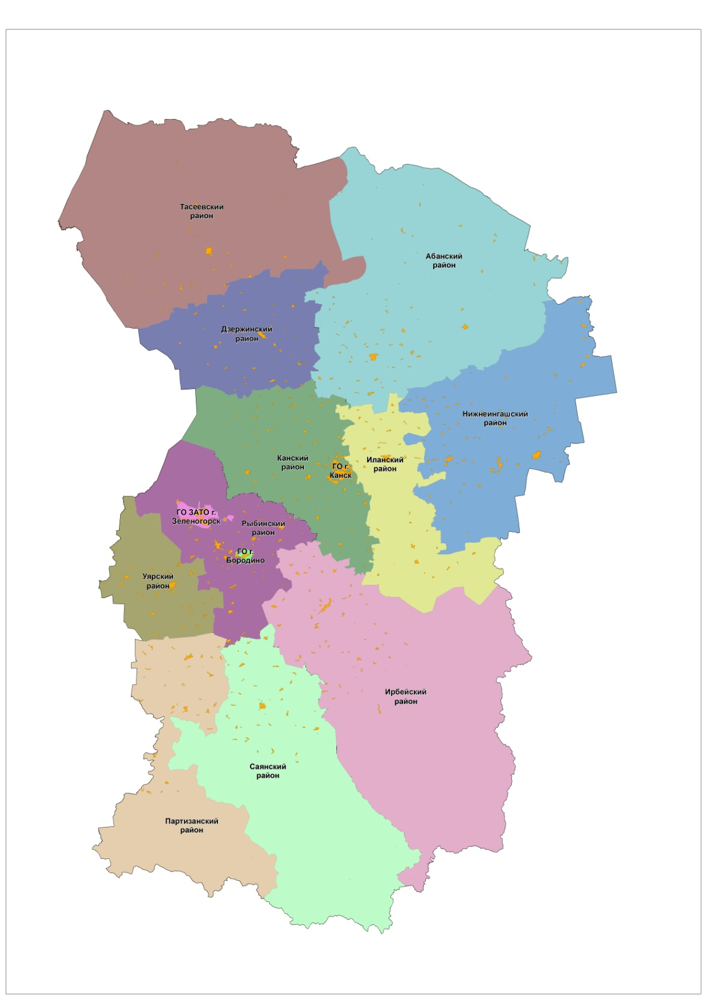 Тасеевский
район
Абанский
район
Дзержинский
район
Нижнеингашский
район
Канский
район
ГО г.
Канск
Иланский
район
ГО ЗАТО г.
Зеленогорск
Рыбинский
район
ГО г.
Бородино
Уярский
район
Ирбейский
район
Саянский
район
Партизанский
район